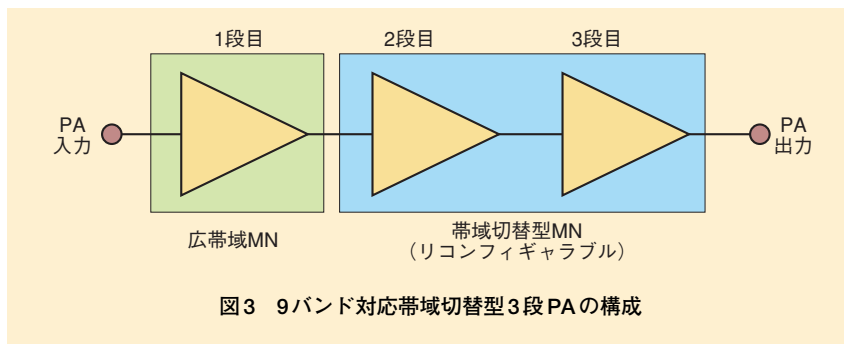 1段目
2段目
3段目
PA
入力
PA
出力
広帯域MN
帯域切替型MN
（リコンフィギャラブル）
図3 9バンド対応帯域切替型3段PAの構成